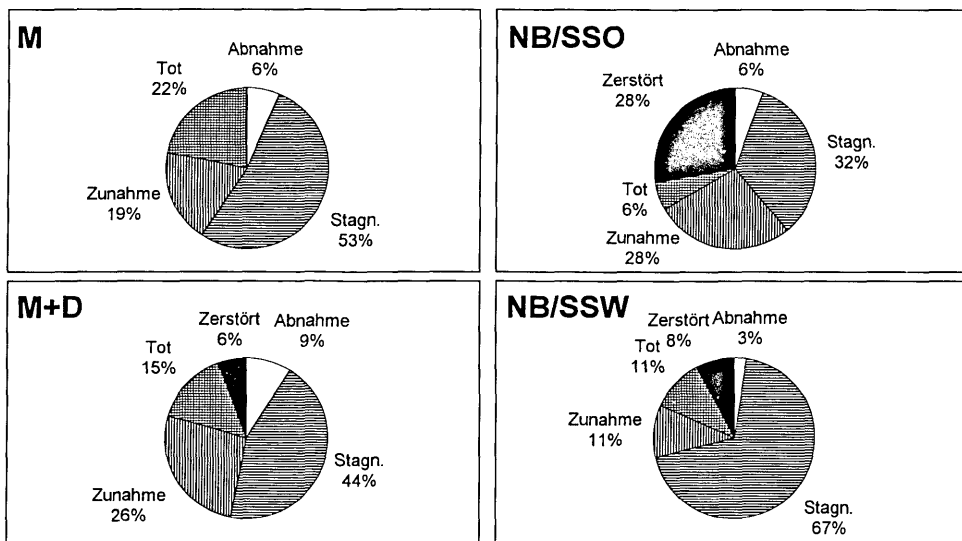 M
Abnahme
6%
Tot
22%
Zunahme
19%
Stagn.
53%
NB/SSO
Abnahme
6%
Zerstört
28%
Stagn.
32%
Tot
6%
Zunahme
28%
M+D
Zerstört
6%
Abnahme
9%
Tot
15%
Zunahme
26%
Stagn.
44%
NB/SSW
Zerstört
8%
Abnahme
3%
Tot
11%
Zunahme
11%
Stagn.
67%